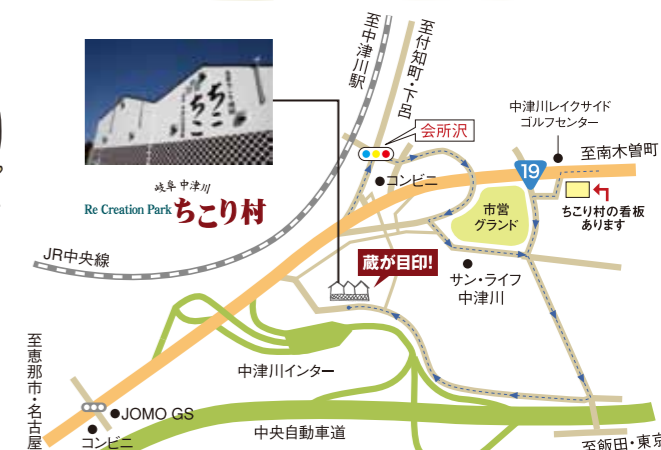 至中津川駅
至付知町・下呂
会所沢
中津川レイクサイド
ゴルフセンター
至南木曽町
19
コンビニ
ちこり村の看板
あります
市営
グランド
ちこり
ちこ
岐阜 中津川
Re Creation Park ちこり村
JR中央線
蔵が目印!
サン・ライフ
中津川
中津川インター
至恵那市・名古屋
JOMO GS
コンビニ
中央自動車道
至飯田・東京